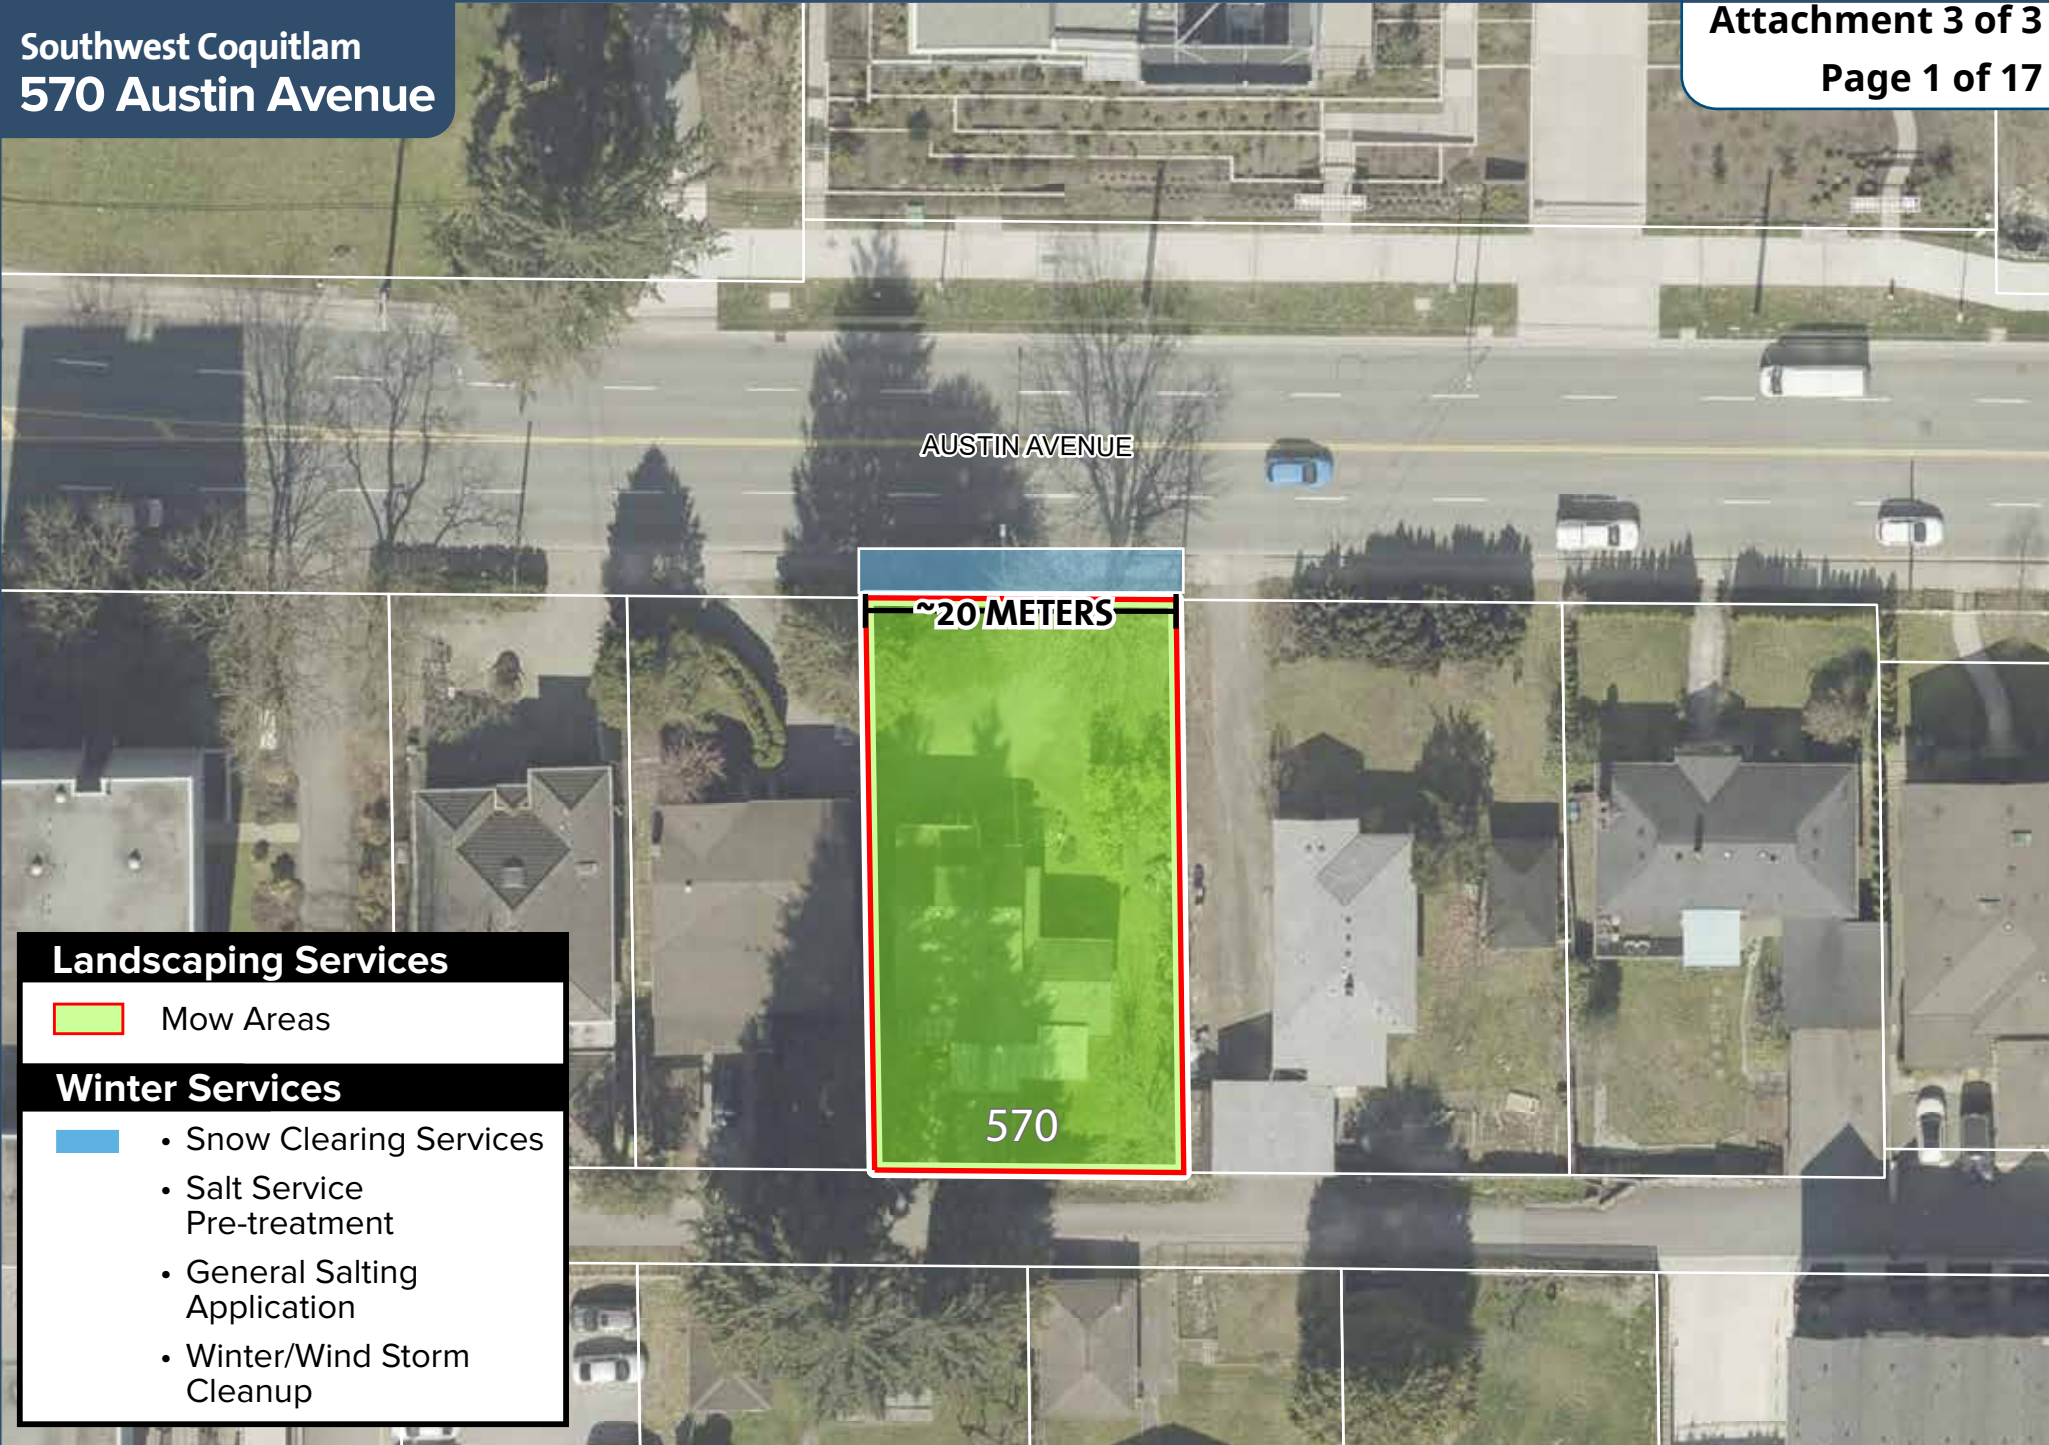 Southwest Coquitlam
570 Austin Avenue
Attachment 3 of 3
Page 1 of 17
AUSTIN AVENUE
~20 METERS
570
Landscaping Services
Mow Areas
Winter Services
• Snow Clearing Services
• Salt Service
Pre-treatment
• General Salting
Application
• Winter/Wind Storm
Cleanup